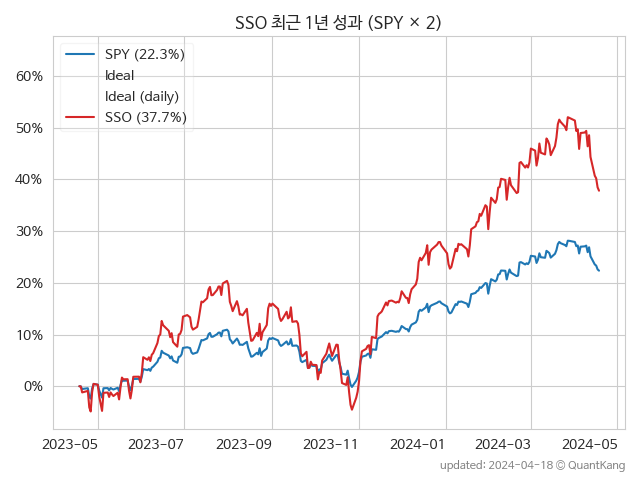 SSO 최근 1년 성과 (SPY × 2)
SPY (22.3%)
Ideal
Ideal (daily)
SSO (37.7%)
60%
50%
40%
30%
20%
10%
0%
2023-05 2023-07 2023-09 2023-11 2024-01 2024-03 2024-05
updated: 2024-04-18 © QuantKang